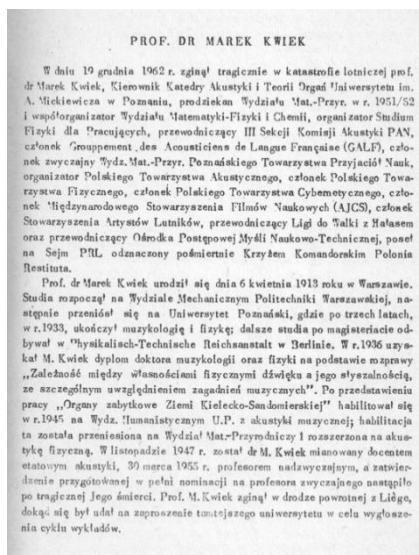 PROF. DR MAREK KWIEK
W dniu 19 grudnia 1962 r. zginął tragicznie w katastrofie lotniczej prof.
dr Marek Kwiek, Kierownik Katedry Akustyki i Teorii Drgań Uniwersytetu im.
A. Mickiewicza w Poznaniu, prodziekan Wydziału Mat.-Przyr. w r. 1951/52
i współorganizator Wydziału Matematyki-Fizyki i Chemii, organizator Studium
Fizyki dla Pracujących, przewodniczący III Sekcji Komisji Akustyki PAN,
członek Groupement des Acousticiens de Langue Française (GALF), czło-
nek zwyczajny Wydz. Mat.-Przyr. Poznańskiego Towarzystwa Przyjaciół Nauk,
organizator Polskiego Towarzystwa Akustycznego, członek Polskiego Towa-
rzystwa Fizycznego, członek Polskiego Towarzystwa Cybernetycznego, czło-
nek Międzynarodowego Stowarzyszenia Filmów Naukowych (AJCS), członek
Stowarzyszenia Artystów Lutników, przewodniczący Ligi do Walki z Hałasem
oraz przewodniczący Ośrodka Postępowej Myśli Naukowo-Technicznej, poseł
na Sejm PRL odznaczony pośmiertnie Krzyżem Komandorskim Polonia
Restituta.
Prof. dr Marek Kwiek urodził się dnia 6 kwietnia 1913 roku w Warszawie.
Studia rozpoczął na Wydziale Mechanicznym Politechniki Warszawskiej, na-
stępnie przeniósł się na Uniwersytet Poznański, gdzie po trzech latach,
w r. 1933, ukończył muzykologię i fizykę; dalsze studia po magisteriacie od-
bywał w Physikalisch-Technische Reichsanstalt w Berlinie. W r. 1936 uzys-
kał M. Kwiek dyplom doktora muzykologii oraz fizyki na podstawie rozprawy
„Zależność między własnościami fizycznymi dźwięku a jego słyszalnością,
ze szczególnym uwzględnieniem zagadnień muzycznych”. Po przedstawieniu
pracy „Organy zabytkowe Ziemi Kielecko-Sandomierskiej” habilitował się
w r. 1945 na Wydz. Humanistycznym U.P. z akustyki muzycznej; habilitacja
ta została przeniesiona na Wydział Mat.-Przyrodniczy i rozszerzona na akus-
tykę fizyczną. W listopadzie 1947 r. został dr M. Kwiek mianowany docentem
etatowym akustyki, 30 marca 1955 r. profesorem nadzwyczajnym, a zatwier-
dzenie przygotowanej w pełni nominacji na profesora zwyczajnego nastąpiło
po tragicznej Jego śmierci. Prof. M. Kwiek zginął w drodze powrotnej z Liège,
dokąd się był udał na zaproszenie tamtejszego uniwersytetu w celu wygłosze-
nia cyklu wykładów.